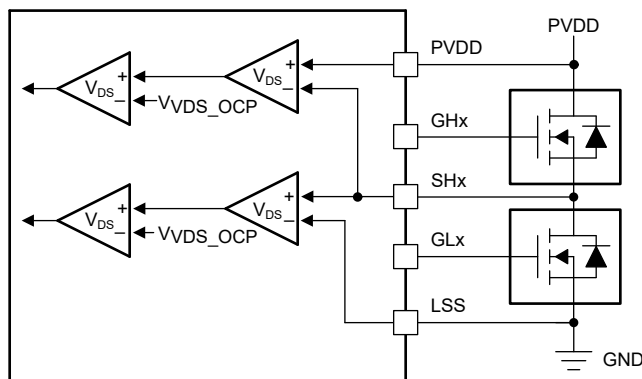 PVDD
PVDD
+
VDS
–
+
VDS
–
VVDS_OCP
GHx
SHx
+
VDS
–
+
VDS
–
VVDS_OCP
GLx
LSS
GND